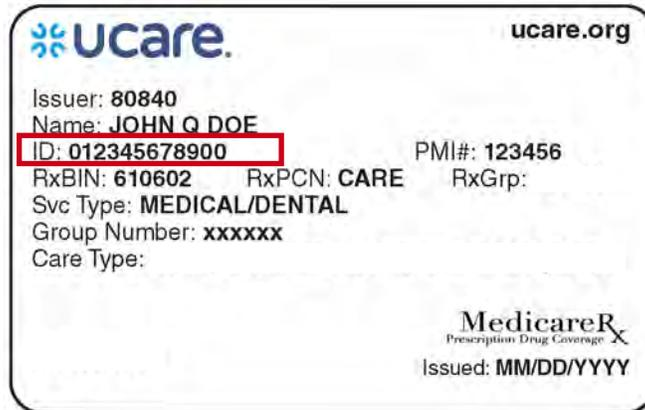 ucare.
ucare.org
Issuer: 80840
Name: JOHN Q DOE
ID: 012345678900 PMI#: 123456
RxBIN: 610602 RxPCN: CARE RxGrp:
Svc Type: MEDICAL/DENTAL
Group Number: xxxxxx
Care Type:
MedicareRx
Prescription Drug Coverage
Issued: MM/DD/YYYY